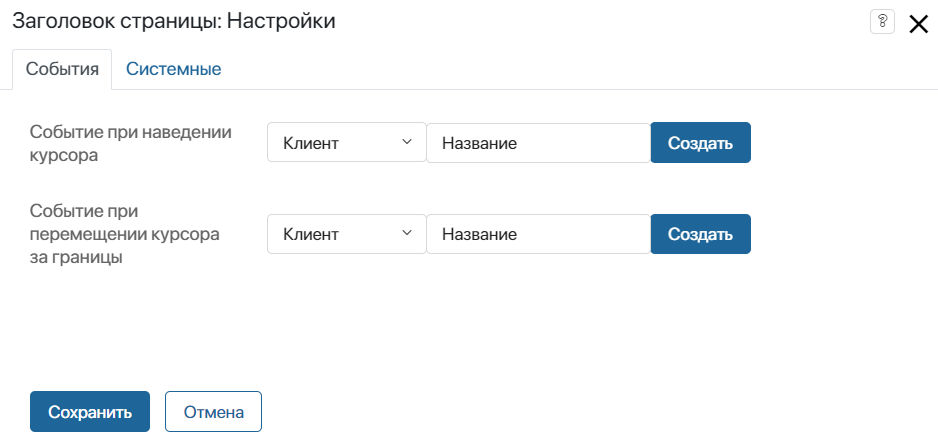 Заголовок страницы: Настройки ?
События Системные
Событие при наведении
курсора
Клиент Название Создать
Событие при
перемещении курсора
за границы
Клиент Название Создать
Сохранить Отмена